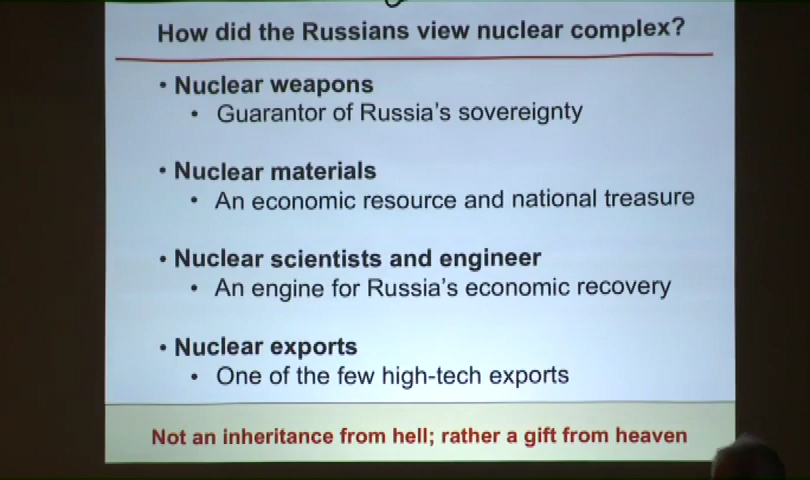 How did the Russians view nuclear complex?
• Nuclear weapons
• Guarantor of Russia's sovereignty
• Nuclear materials
• An economic resource and national treasure
• Nuclear scientists and engineer
• An engine for Russia's economic recovery
• Nuclear exports
• One of the few high-tech exports
Not an inheritance from hell; rather a gift from heaven